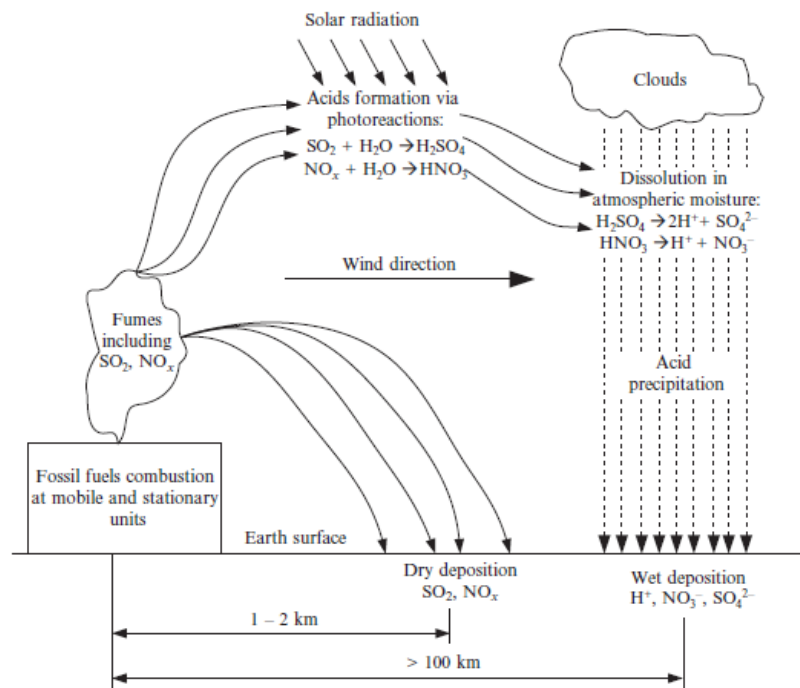 Solar radiation
Acids formation via
photoreactions:
SO₂ + H₂O →H₂SO₄
NOₓ + H₂O →HNO₃
Clouds
Dissolution in
atmospheric moisture:
H₂SO₄ →2H⁺+ SO₄²⁻
HNO₃ →H⁺ + NO₃⁻
Wind direction
Fumes
including
SO₂, NOₓ
Acid
precipitation
Fossil fuels combustion
at mobile and stationary
units
Earth surface
Dry deposition
SO₂, NOₓ
Wet deposition
H⁺, NO₃⁻, SO₄²⁻
1 – 2 km
> 100 km